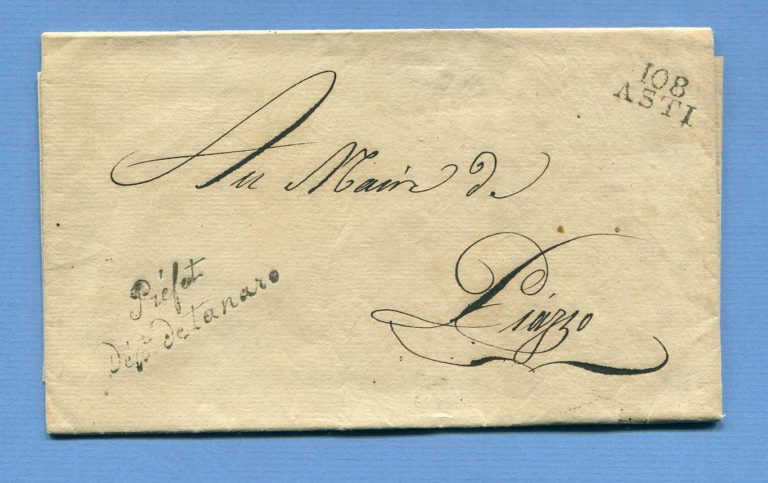 108
ASTI
Au Maire de
Piazzo
Préfet
Dépt. de tanaro